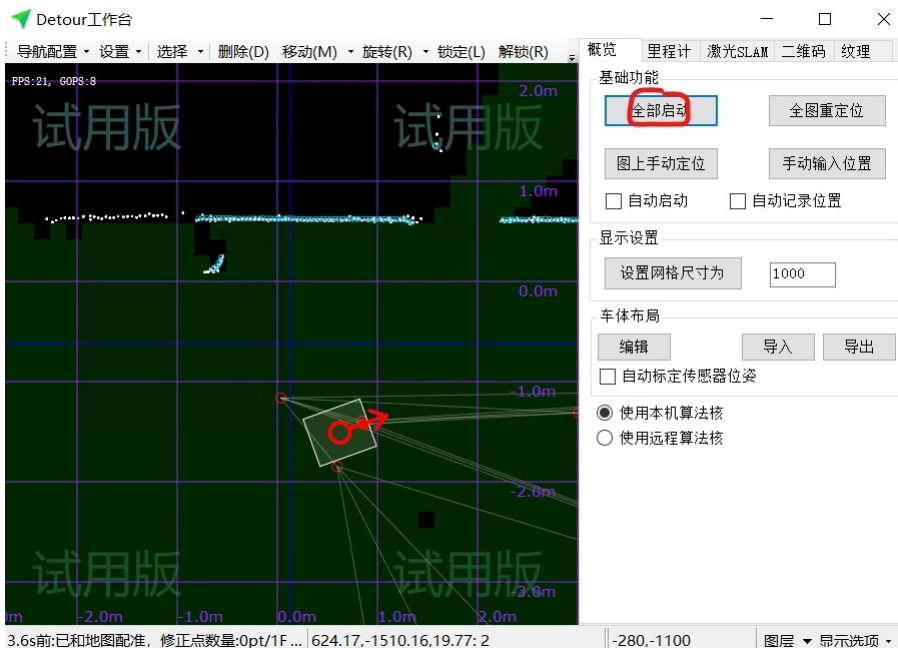 Detour工作台
导航配置 设置 选择 删除(D) 移动(M) 旋转(R) 锁定(L) 解锁(R)
概览 里程计 激光SLAM 二维码 纹理
FPS:21, GOPS:8
试用版
试用版
2.0m
1.0m
0.0m
-1.0m
-2.0m
-3.0m
试用版
试用版
0m -2.0m -1.0m 0.0m 1.0m 2.0m
基础功能
全部启动 全图重定位
图上手动定位 手动输入位置
自动启动 自动记录位置
显示设置
设置网格尺寸为 1000
车体布局
编辑 导入 导出
自动标定传感器位姿
使用本机算法核
使用远程算法核
3.6s前:已和地图配准，修正点数量:0pt/1F ... 624.17,-1510.16,19.77: 2 -280,-1100 图层 显示选项